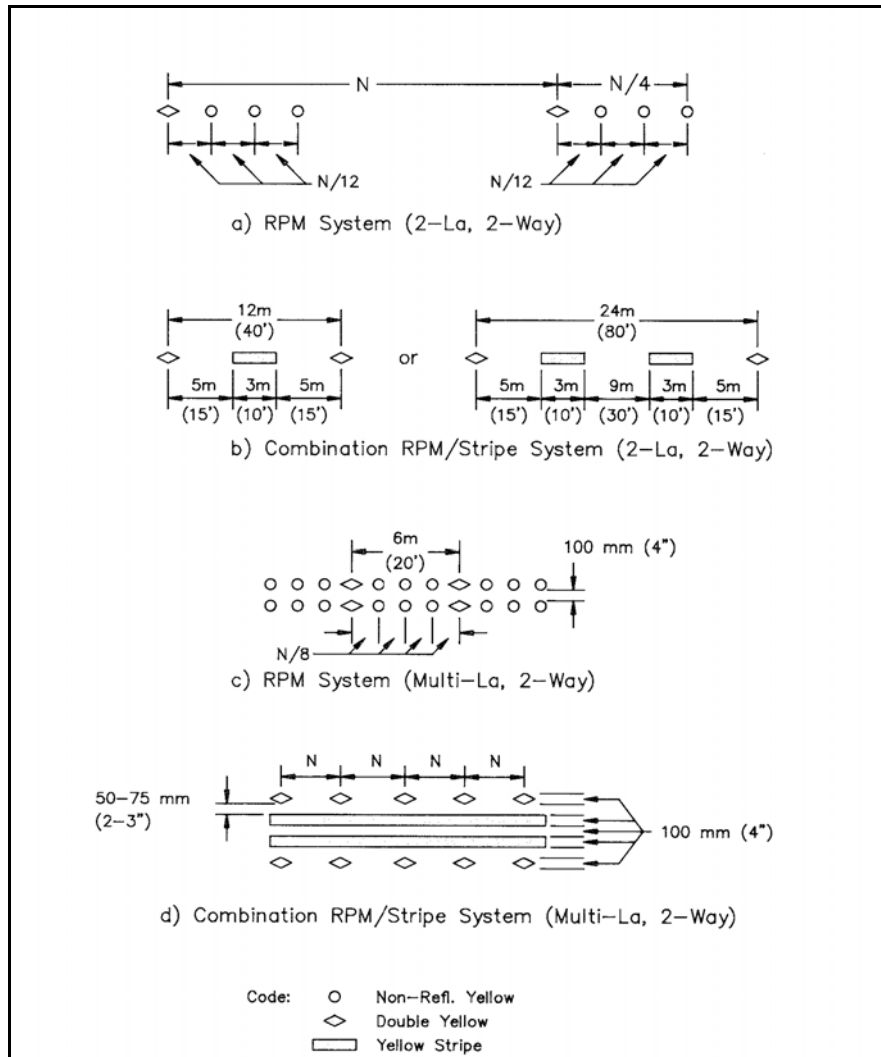 N N/4
N/12 N/12
a) RPM System (2-La, 2-Way)
12m 24m
(40') (80')
or
5m 3m 5m 5m 3m 9m 3m 5m
(15') (10') (15') (15') (10') (30') (10') (15')
b) Combination RPM/Stripe System (2-La, 2-Way)
6m
(20')
100 mm (4")
N/8
c) RPM System (Multi-La, 2-Way)
N N N N
50-75 mm
(2-3")
100 mm (4")
d) Combination RPM/Stripe System (Multi-La, 2-Way)
Code: Non-Refl. Yellow
Double Yellow
Yellow Stripe